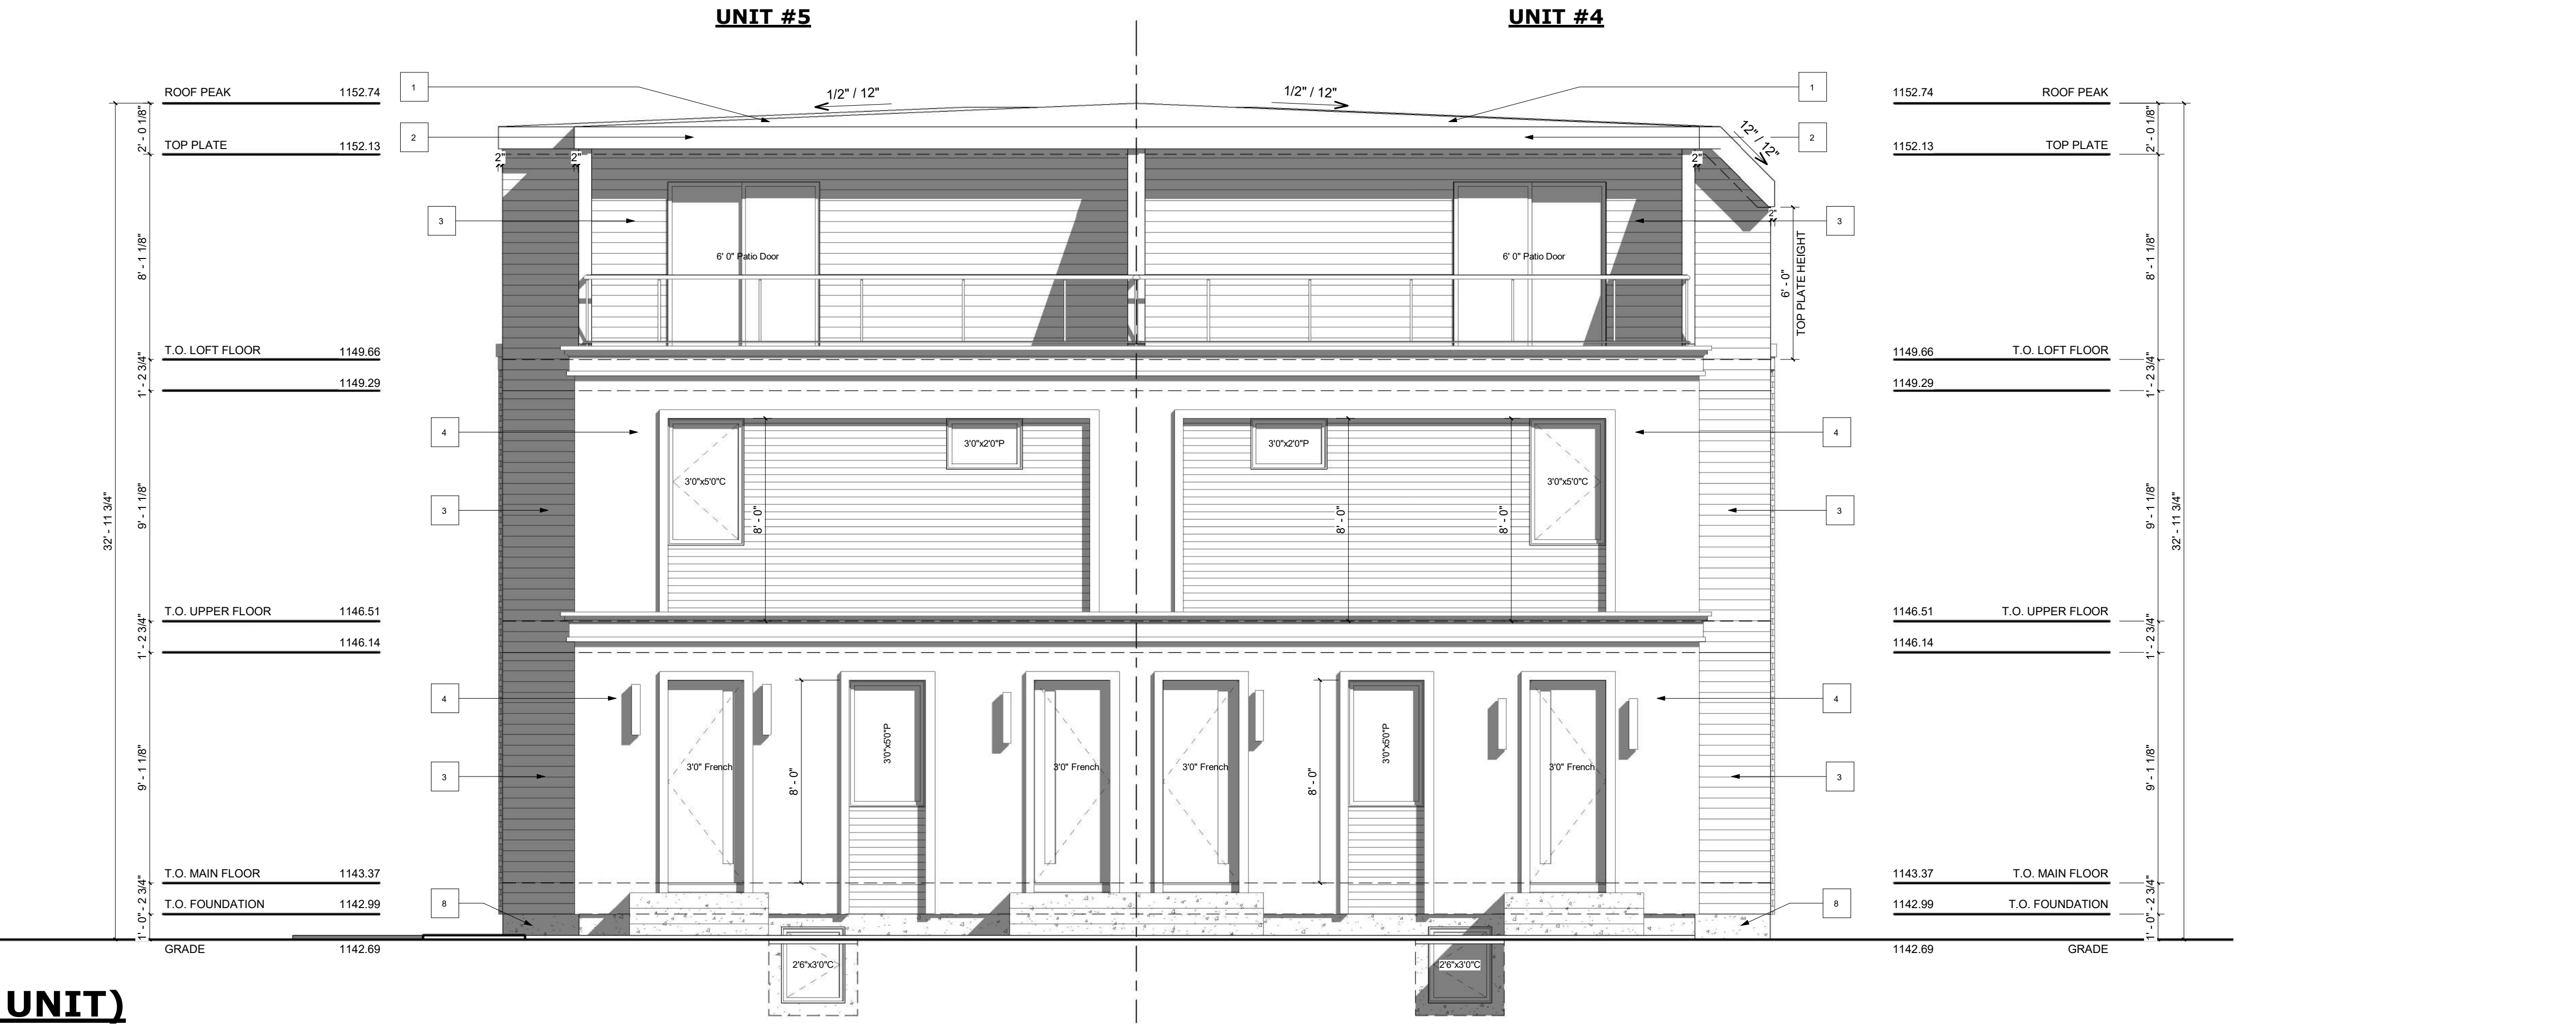 UNIT #5
UNIT #4
ROOF PEAK 1152.74
1
1/2" / 12"
1/2" / 12"
1
1152.74 ROOF PEAK
2' - 0 1/8"
2
2
12" / 12"
2' - 0 1/8"
TOP PLATE 1152.13
1152.13 TOP PLATE
2"
2"
2"
2"
3
3
8' - 1 1/8"
6' 0" Patio Door
6' 0" Patio Door
6' - 0"
TOP PLATE HEIGHT
8' - 1 1/8"
T.O. LOFT FLOOR 1149.66
1149.66 T.O. LOFT FLOOR
1' - 2 3/4"
1149.29
1149.29
1' - 2 3/4"
4
3'0"x2'0"P
3'0"x2'0"P
4
3'0"x5'0"C
3'0"x5'0"C
3
8' - 0"
8' - 0"
8' - 0"
3
32' - 11 3/4"
9' - 1 1/8"
9' - 1 1/8"
32' - 11 3/4"
T.O. UPPER FLOOR 1146.51
1146.51 T.O. UPPER FLOOR
1' - 2 3/4"
1146.14
1146.14
1' - 2 3/4"
4
4
3'0"x5'0"P
3'0"x5'0"P
3'0" French
3'0" French
3'0" French
3'0" French
3
8' - 0"
8' - 0"
3
9' - 1 1/8"
9' - 1 1/8"
T.O. MAIN FLOOR 1143.37
1143.37 T.O. MAIN FLOOR
1' - 2 3/4"
1' - 2 3/4"
T.O. FOUNDATION 1142.99
8
8
1142.99 T.O. FOUNDATION
1' - 0"
1' - 0"
GRADE 1142.69
1142.69 GRADE
2'6"x3'0"C
2'6"x3'0"C
UNIT)